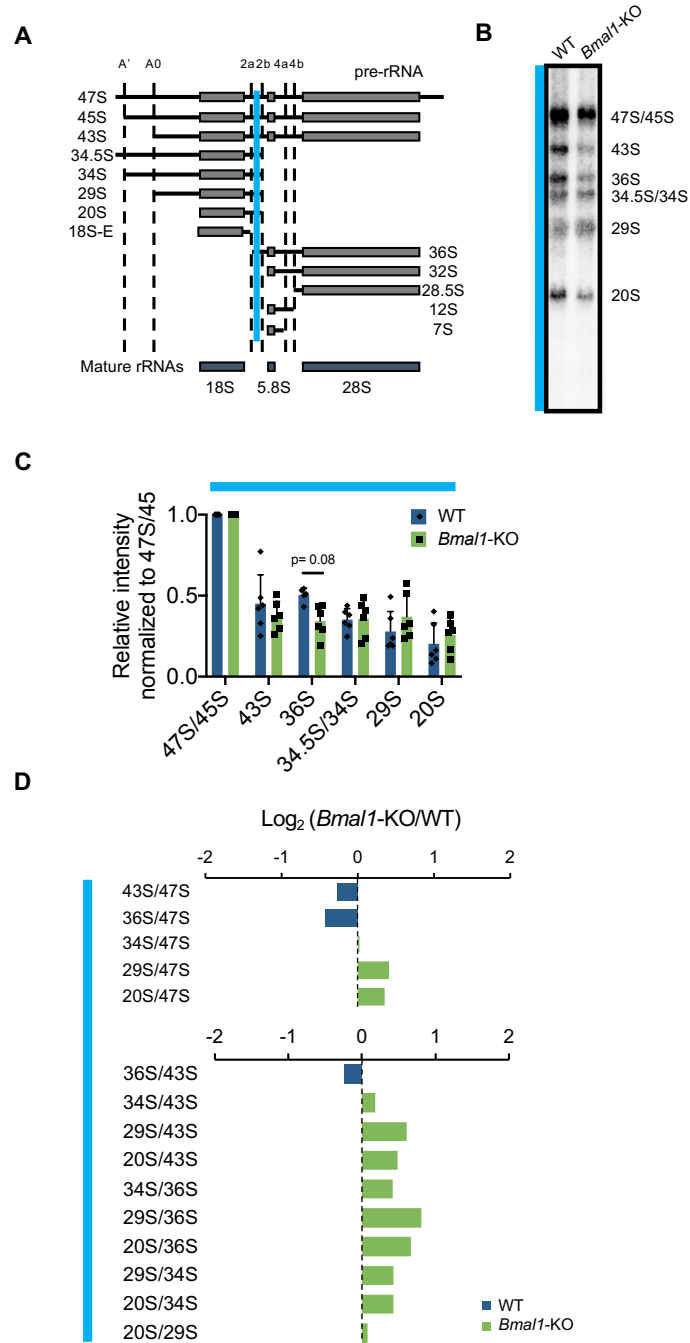 A
A' A0 2a 2b 4a 4b pre-rRNA
47S
45S
43S
34.5S
34S
29S
20S
18S-E
36S
32S
28.5S
12S
7S
Mature rRNAs
18S 5.8S 28S
B
WT Bmal1-KO
47S/45S
43S
36S
34.5S/34S
29S
20S
C
Relative intensity
normalized to 47S/45
1.0
0.5
0.0
WT
Bmal1-KO
p= 0.08
47S/45S 43S 36S 34.5S/34S 29S 20S
D
Log₂ (Bmal1-KO/WT)
-2 -1 0 1 2
43S/47S
36S/47S
34S/47S
29S/47S
20S/47S
-2 -1 0 1 2
36S/43S
34S/43S
29S/43S
20S/43S
34S/36S
29S/36S
20S/36S
29S/34S
20S/34S
20S/29S
WT
Bmal1-KO